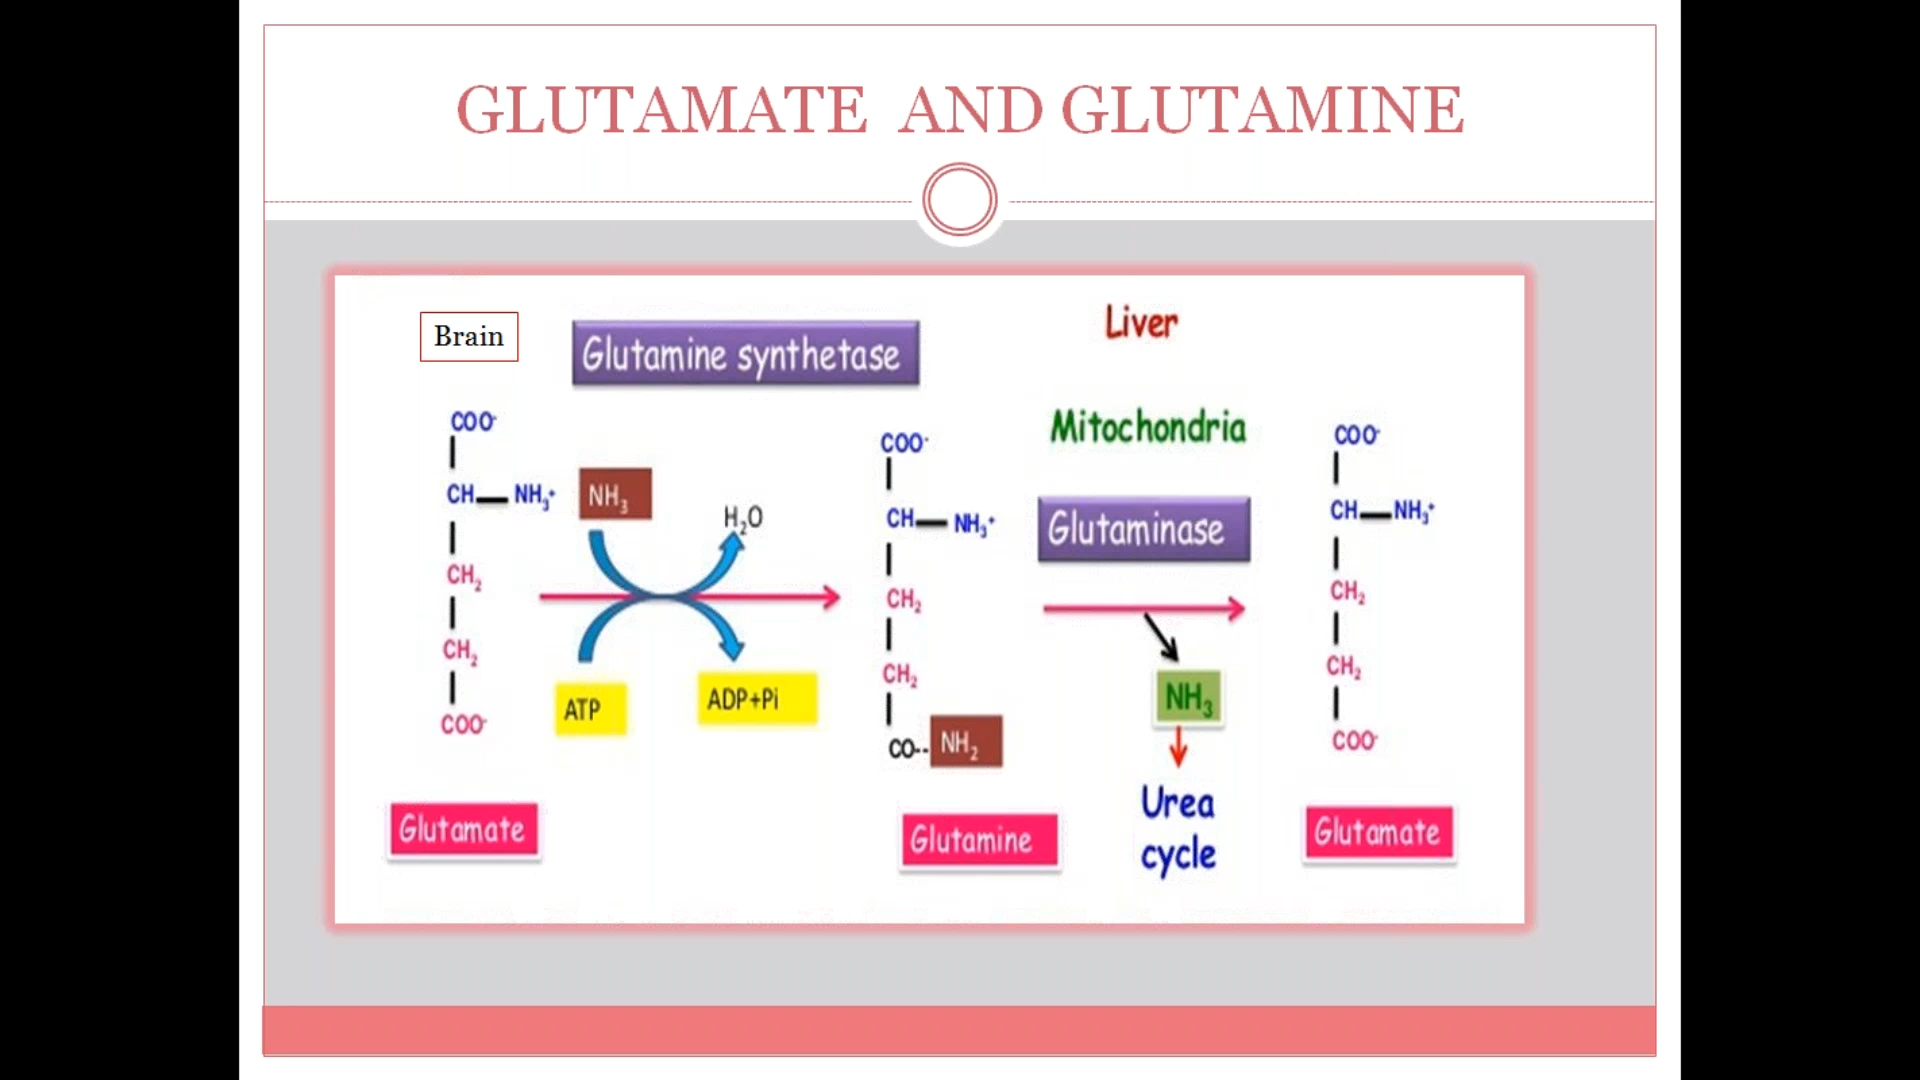 GLUTAMATE AND GLUTAMINE
Brain
Glutamine synthetase
Liver
Mitochondria
COO⁻
CH NH₃⁺
CH₂
CH₂
COO⁻
Glutamate
NH₃
H₂O
ATP
ADP+Pi
COO⁻
CH NH₃⁺
CH₂
CH₂
CO-- NH₂
Glutamine
Glutaminase
NH₃
Urea
cycle
COO⁻
CH NH₃⁺
CH₂
CH₂
COO⁻
Glutamate